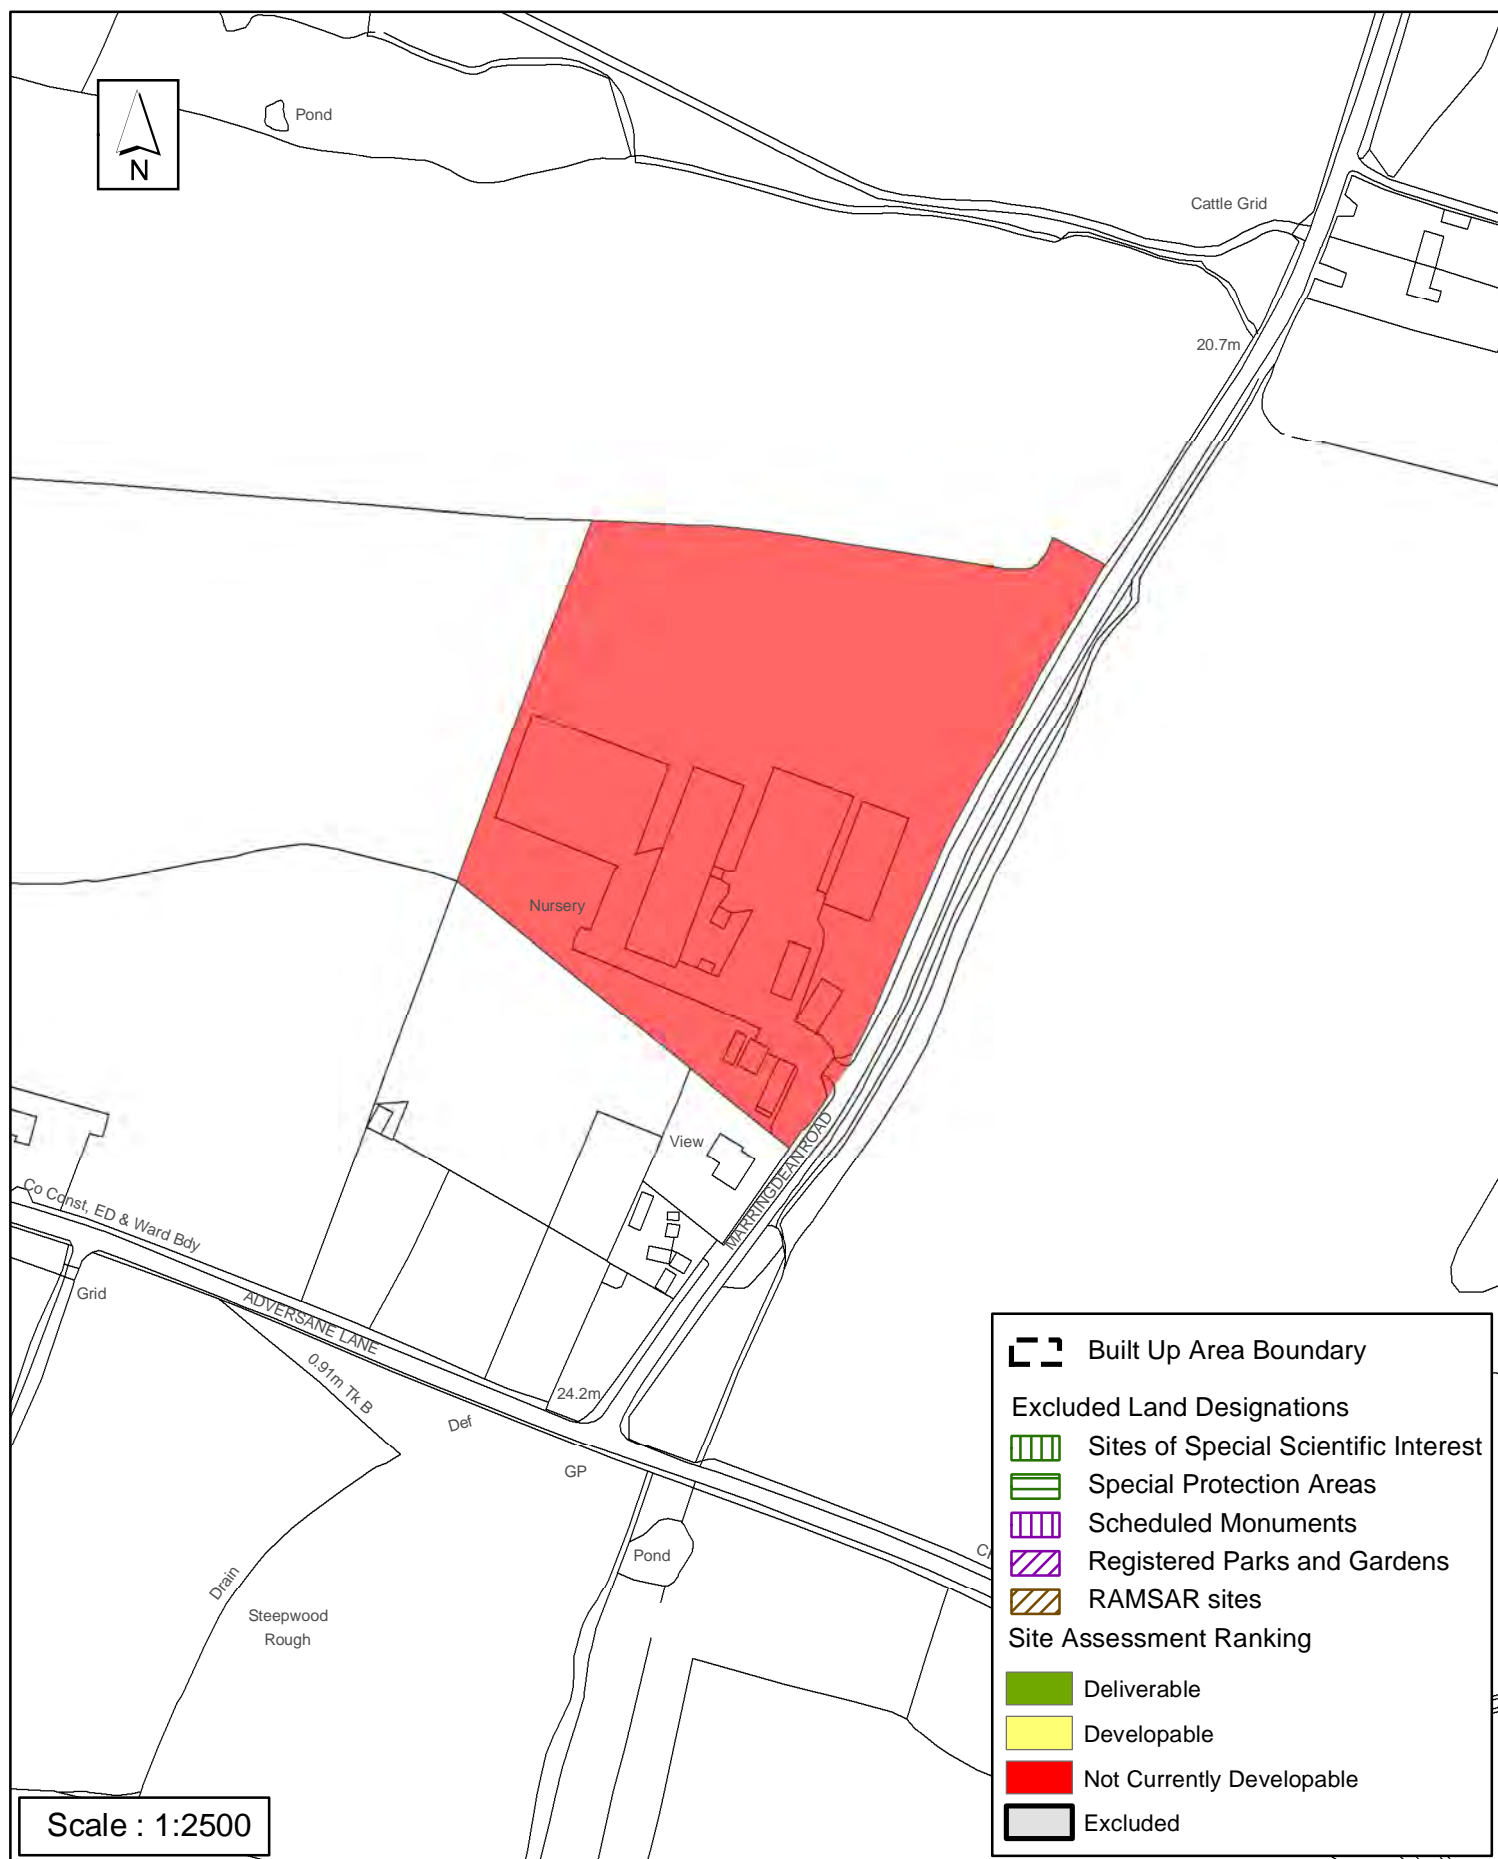 Pond
N
Cattle Grid
20.7m
Nursery
View
MARRINGDEAN ROAD
Co Const, ED & Ward Bdy
Grid
ADVERSANE LANE
0.91m Tk B
24.2m
Def
GP
Pond
Drain
Steepwood
Rough
Built Up Area Boundary
Excluded Land Designations
Sites of Special Scientific Interest
Special Protection Areas
Scheduled Monuments
Registered Parks and Gardens
RAMSAR sites
Site Assessment Ranking
Deliverable
Developable
Not Currently Developable
Excluded
Scale : 1:2500